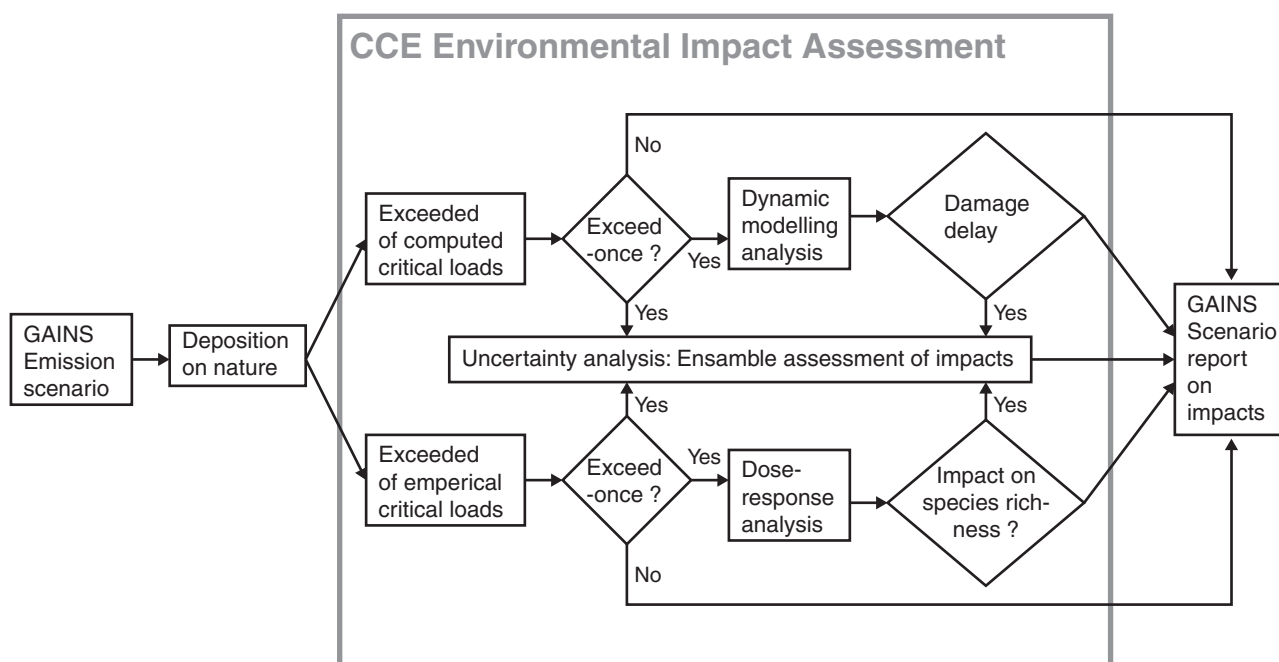 CCE Environmental Impact Assessment
GAINS
Emission
scenario
Deposition
on nature
Exceeded
of computed
critical loads
No
Exceed
-once ?
Yes
Yes
Dynamic
modelling
analysis
Damage
delay
Yes
Uncertainty analysis: Ensamble assessment of impacts
Exceeded
of emperical
critical loads
Yes
Exceed
-once ?
Yes
No
Dose-
response
analysis
Yes
Impact on
species rich-
ness ?
GAINS
Scenario
report
on
impacts